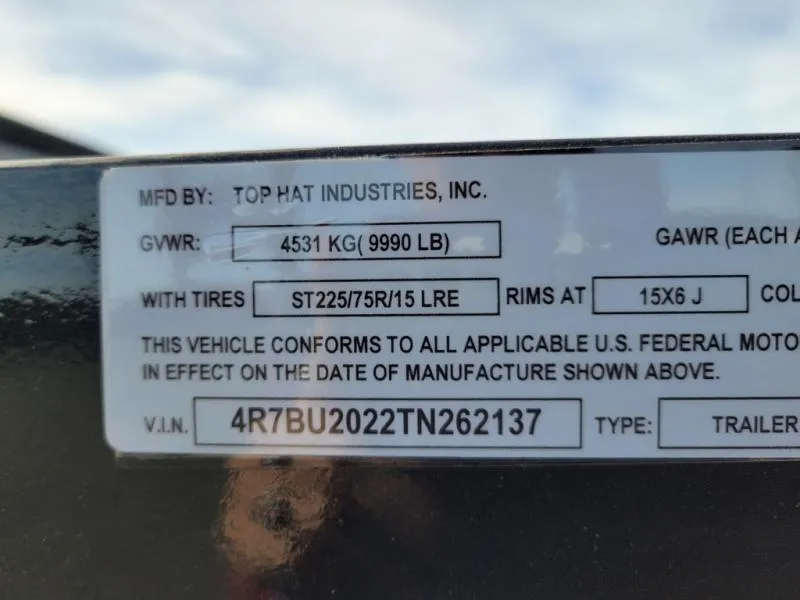 MFD BY: TOP HAT INDUSTRIES, INC.
GVWR: 4531 KG( 9990 LB) GAWR (EACH A
WITH TIRES ST225/75R/15 LRE RIMS AT 15X6 J COL
THIS VEHICLE CONFORMS TO ALL APPLICABLE U.S. FEDERAL MOTO
IN EFFECT ON THE DATE OF MANUFACTURE SHOWN ABOVE.
V.I.N. 4R7BU2022TN262137 TYPE: TRAILER